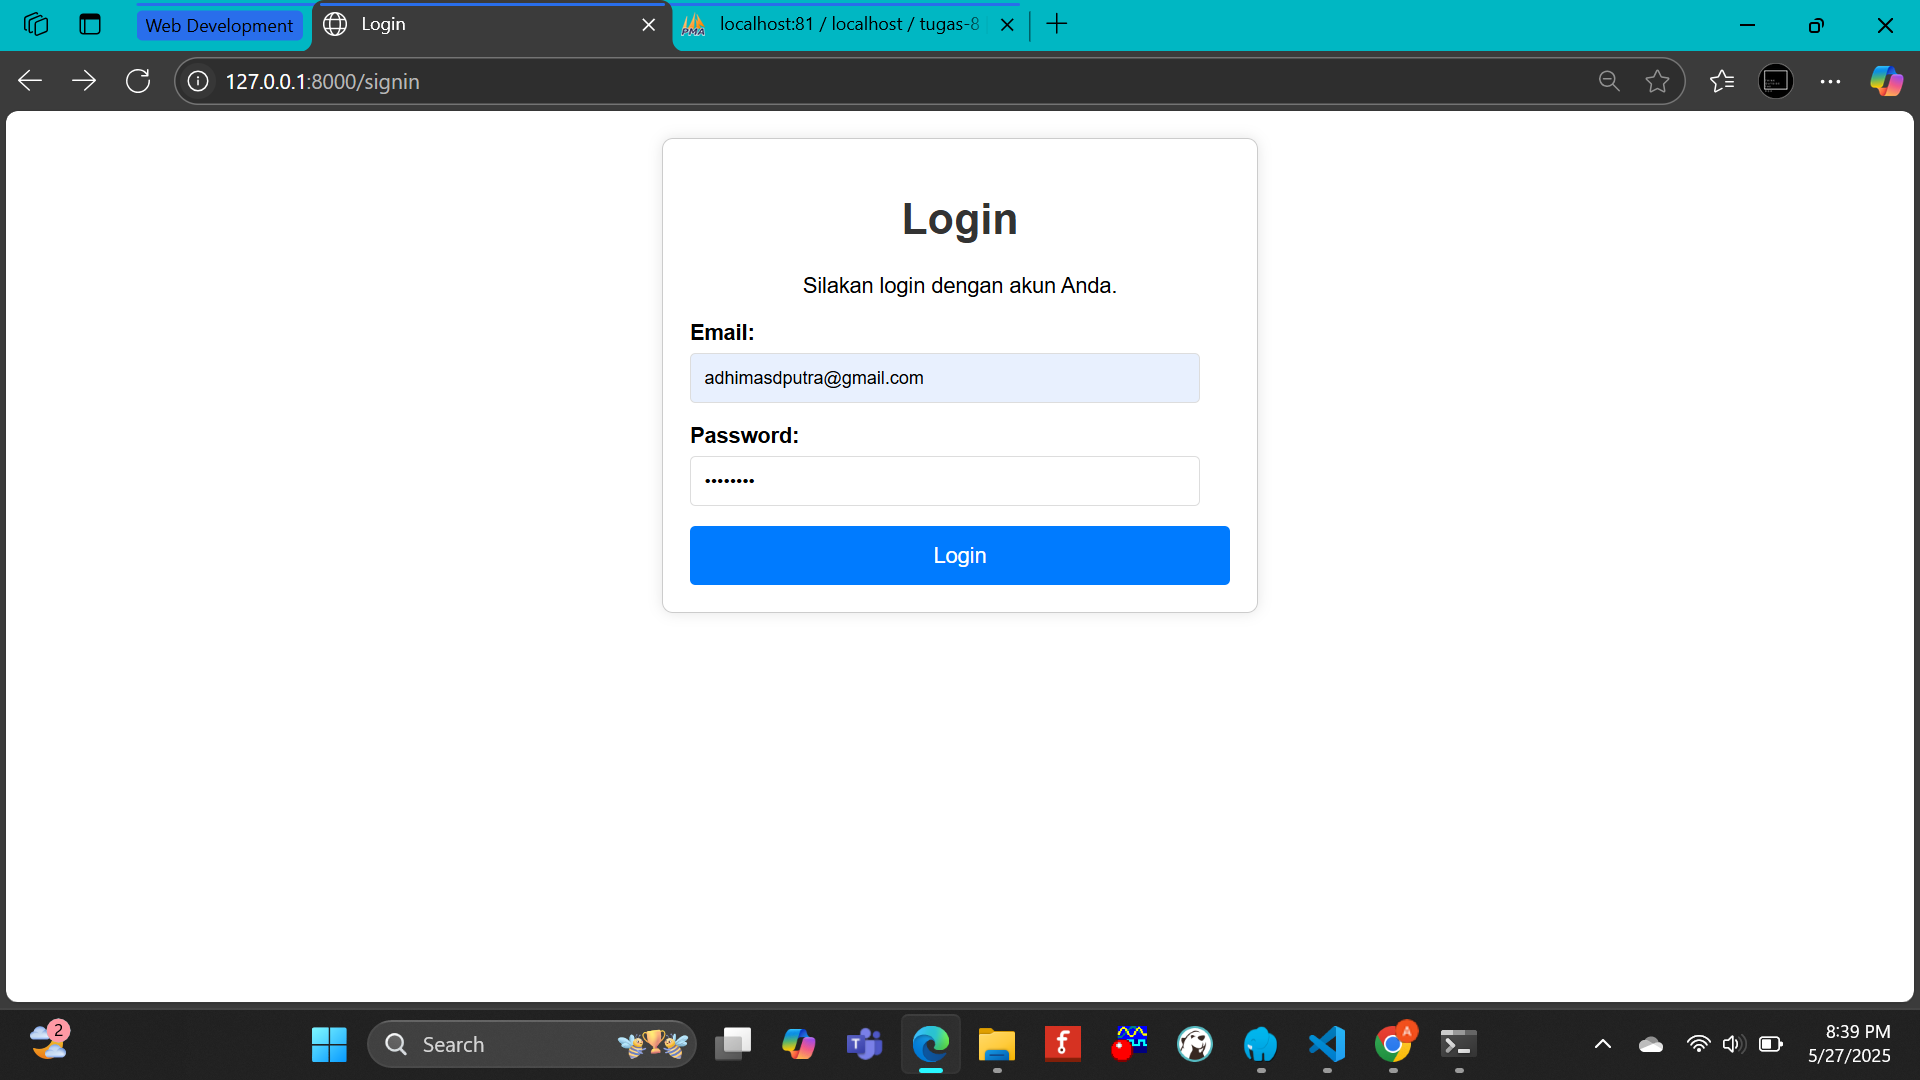 Web Development
Login
PMA
localhost:81 / localhost / tugas-8
127.0.0.1:8000/signin
Login
Silakan login dengan akun Anda.
Email:
adhimasdputra@gmail.com
Password:
••••••••
Login
2
Search
T
f
A
8:39 PM
5/27/2025